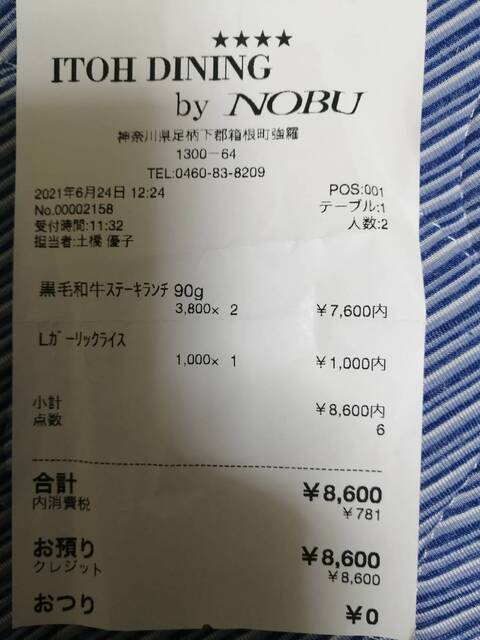 ★★★★
ITOH DINING
by NOBU
神奈川県足柄下郡箱根町強羅
1300-64
TEL:0460-83-8209
2021年6月24日 12:24 POS:001
No.00002158 テーブル:1
受付時間:11:32 人数:2
担当者:土橋 優子
黒毛和牛ステーキランチ 90g
3,800× 2 ¥7,600内
Lガーリックライス
1,000× 1 ¥1,000内
小計 ¥8,600内
点数 6
合計 ¥8,600
内消費税 ¥781
お預り ¥8,600
クレジット ¥8,600
おつり ¥0